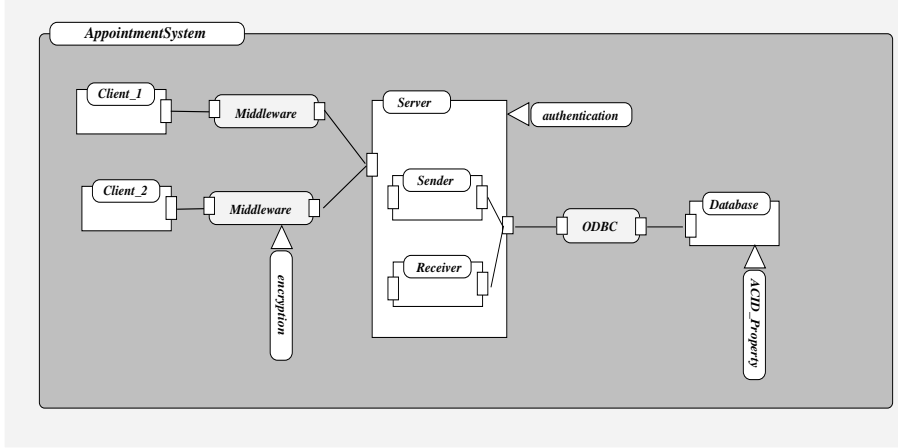 AppointmentSystem
Client_1
Middleware
Server
authentication
Client_2
Middleware
Sender
Database
ODBC
Receiver
encryption
ACID_Property